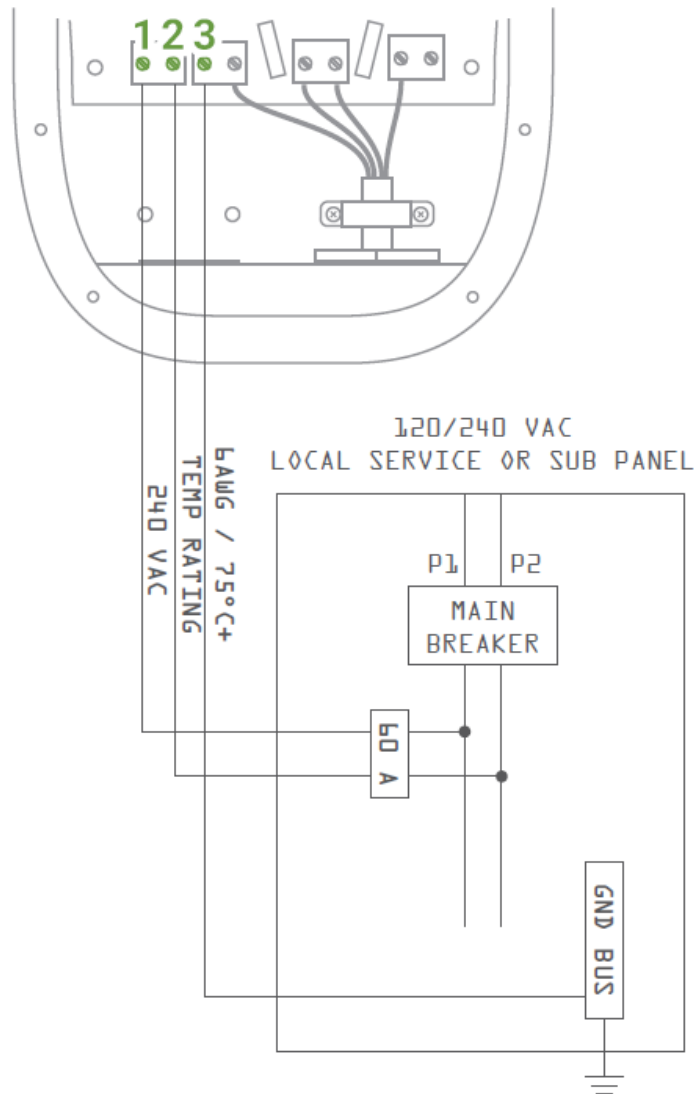 1 2 3
240 VAC
TEMP RATING
6AWG / 75°C+
120/240 VAC
LOCAL SERVICE OR SUB PANEL
P1 P2
MAIN
BREAKER
60 A
GND BUS